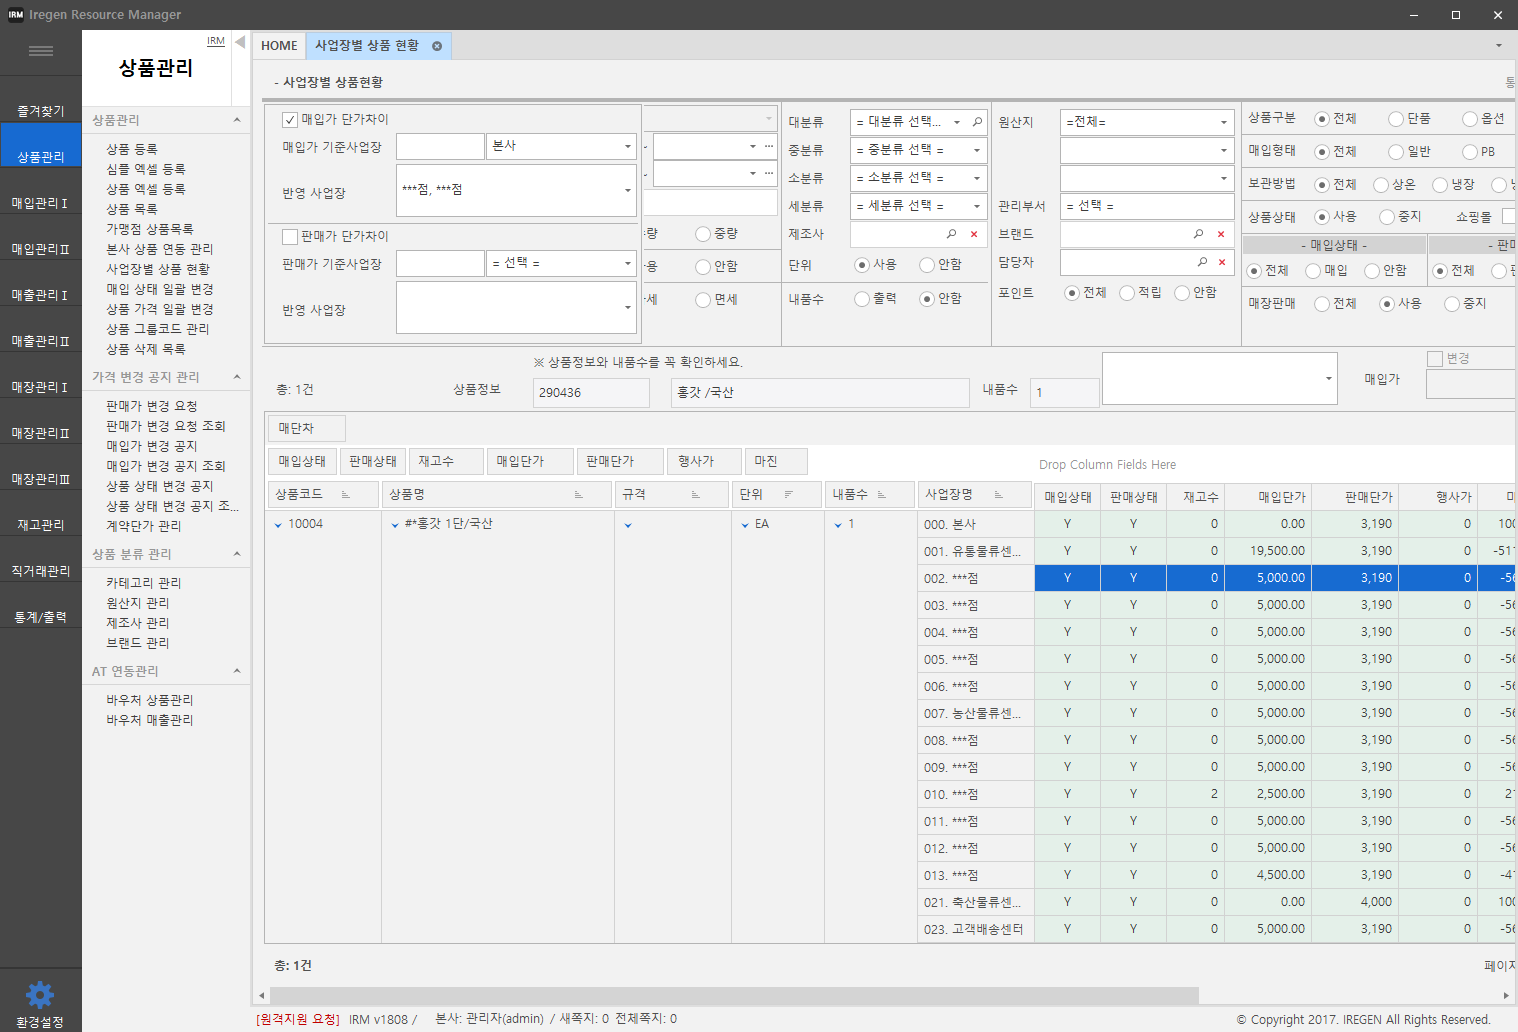 IRM Iregen Resource Manager
즐겨찾기
상품관리
매입관리Ⅰ
매입관리Ⅱ
매출관리Ⅰ
매출관리Ⅱ
매장관리Ⅰ
매장관리Ⅱ
매장관리Ⅲ
재고관리
직거래관리
통계/출력
환경설정
IRM
상품관리
상품관리
상품 등록
심플 엑셀 등록
상품 엑셀 등록
상품 목록
가맹점 상품목록
본사 상품 연동 관리
사업장별 상품 현황
매입 상태 일괄 변경
상품 가격 일괄 변경
상품 그룹코드 관리
상품 삭제 목록
가격 변경 공지 관리
판매가 변경 요청
판매가 변경 요청 조회
매입가 변경 공지
매입가 변경 공지 조회
상품 상태 변경 공지
상품 상태 변경 공지 조...
계약단가 관리
상품 분류 관리
카테고리 관리
원산지 관리
제조사 관리
브랜드 관리
AT 연동관리
바우처 상품관리
바우처 매출관리
HOME 사업장별 상품 현황
- 사업장별 상품현황
매입가 단가차이
매입가 기준사업장 본사
반영 사업장 ***점, ***점
판매가 단가차이
판매가 기준사업장 = 선택 =
반영 사업장
중량
안함
면세
대분류 = 대분류 선택...
중분류 = 중분류 선택 =
소분류 = 소분류 선택 =
세분류 = 세분류 선택 =
제조사
단위 사용 안함
내품수 출력 안함
원산지 =전체=
관리부서 = 선택 =
브랜드
담당자
포인트 전체 적립 안함
상품구분 전체 단품 옵션
매입형태 전체 일반 PB
보관방법 전체 상온 냉장
상품상태 사용 중지 쇼핑몰
- 매입상태 -
전체 매입 안함 전체
매장판매 전체 사용 중지
※ 상품정보와 내품수를 꼭 확인하세요.
총: 1건 상품정보 290436 홍갓 /국산 내품수 1 매입가 변경
매단차
매입상태 판매상태 재고수 매입단가 판매단가 행사가 마진 Drop Column Fields Here
상품코드 상품명 규격 단위 내품수 사업장명 매입상태 판매상태 재고수 매입단가 판매단가 행사가
10004 #*홍갓 1단/국산 EA 1 000. 본사 Y Y 0 0.00 3,190 0
001. 유통물류센... Y Y 0 19,500.00 3,190 0
002. ***점 Y Y 0 5,000.00 3,190 0
003. ***점 Y Y 0 5,000.00 3,190 0
004. ***점 Y Y 0 5,000.00 3,190 0
005. ***점 Y Y 0 5,000.00 3,190 0
006. ***점 Y Y 0 5,000.00 3,190 0
007. 농산물류센... Y Y 0 5,000.00 3,190 0
008. ***점 Y Y 0 5,000.00 3,190 0
009. ***점 Y Y 0 5,000.00 3,190 0
010. ***점 Y Y 2 2,500.00 3,190 0
011. ***점 Y Y 0 5,000.00 3,190 0
012. ***점 Y Y 0 5,000.00 3,190 0
013. ***점 Y Y 0 4,500.00 3,190 0
021. 축산물류센... Y Y 0 0.00 4,000 0
023. 고객배송센터 Y Y 0 5,000.00 3,190 0
총: 1건
[원격지원 요청] IRM v1808 / 본사: 관리자(admin) / 새쪽지: 0 전체쪽지: 0 © Copyright 2017. IREGEN All Rights Reserved.